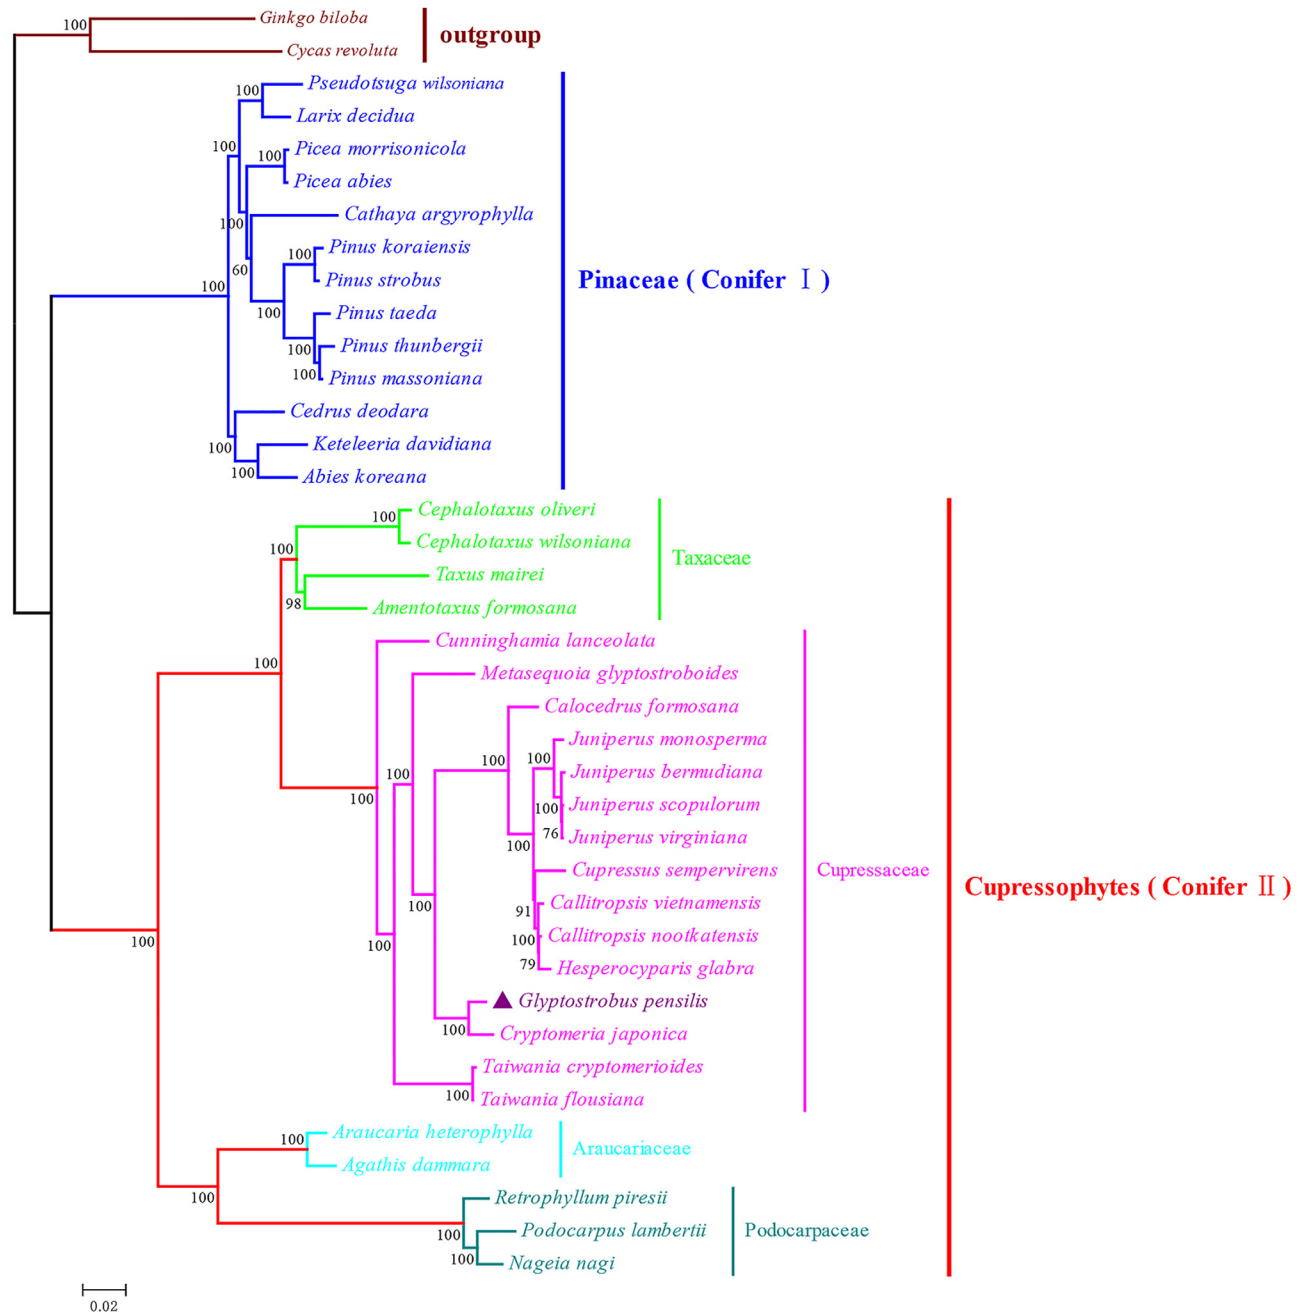 100
Ginkgo biloba
Cycas revoluta
outgroup
100
Pseudotsuga wilsoniana
Larix decidua
100
100
Picea morrisonicola
Picea abies
100
Cathaya argyrophylla
60
100
Pinus koraiensis
Pinus strobus
100
Pinaceae ( Conifer Ⅰ )
100
Pinus taeda
100
Pinus thunbergii
100
Pinus massoniana
Cedrus deodara
100
Keteleeria davidiana
100
Abies koreana
100
Cephalotaxus oliveri
Cephalotaxus wilsoniana
100
Taxus mairei
Taxaceae
98
Amentotaxus formosana
Cunninghamia lanceolata
100
Metasequoia glyptostroboides
Calocedrus formosana
100
100
Juniperus monosperma
100
Juniperus bermudiana
100
100
Juniperus scopulorum
76
Juniperus virginiana
100
Cupressus sempervirens
Cupressaceae
Cupressophytes ( Conifer Ⅱ )
100
91
Callitropsis vietnamensis
100
100
Callitropsis nootkatensis
100
79
Hesperocyparis glabra
Glyptostrobus pensilis
100
Cryptomeria japonica
Taiwania cryptomerioides
100
Taiwania flousiana
100
Araucaria heterophylla
Agathis dammara
Araucariaceae
100
Retrophyllum piresii
100
Podocarpus lambertii
Podocarpaceae
100
Nageia nagi
0.02